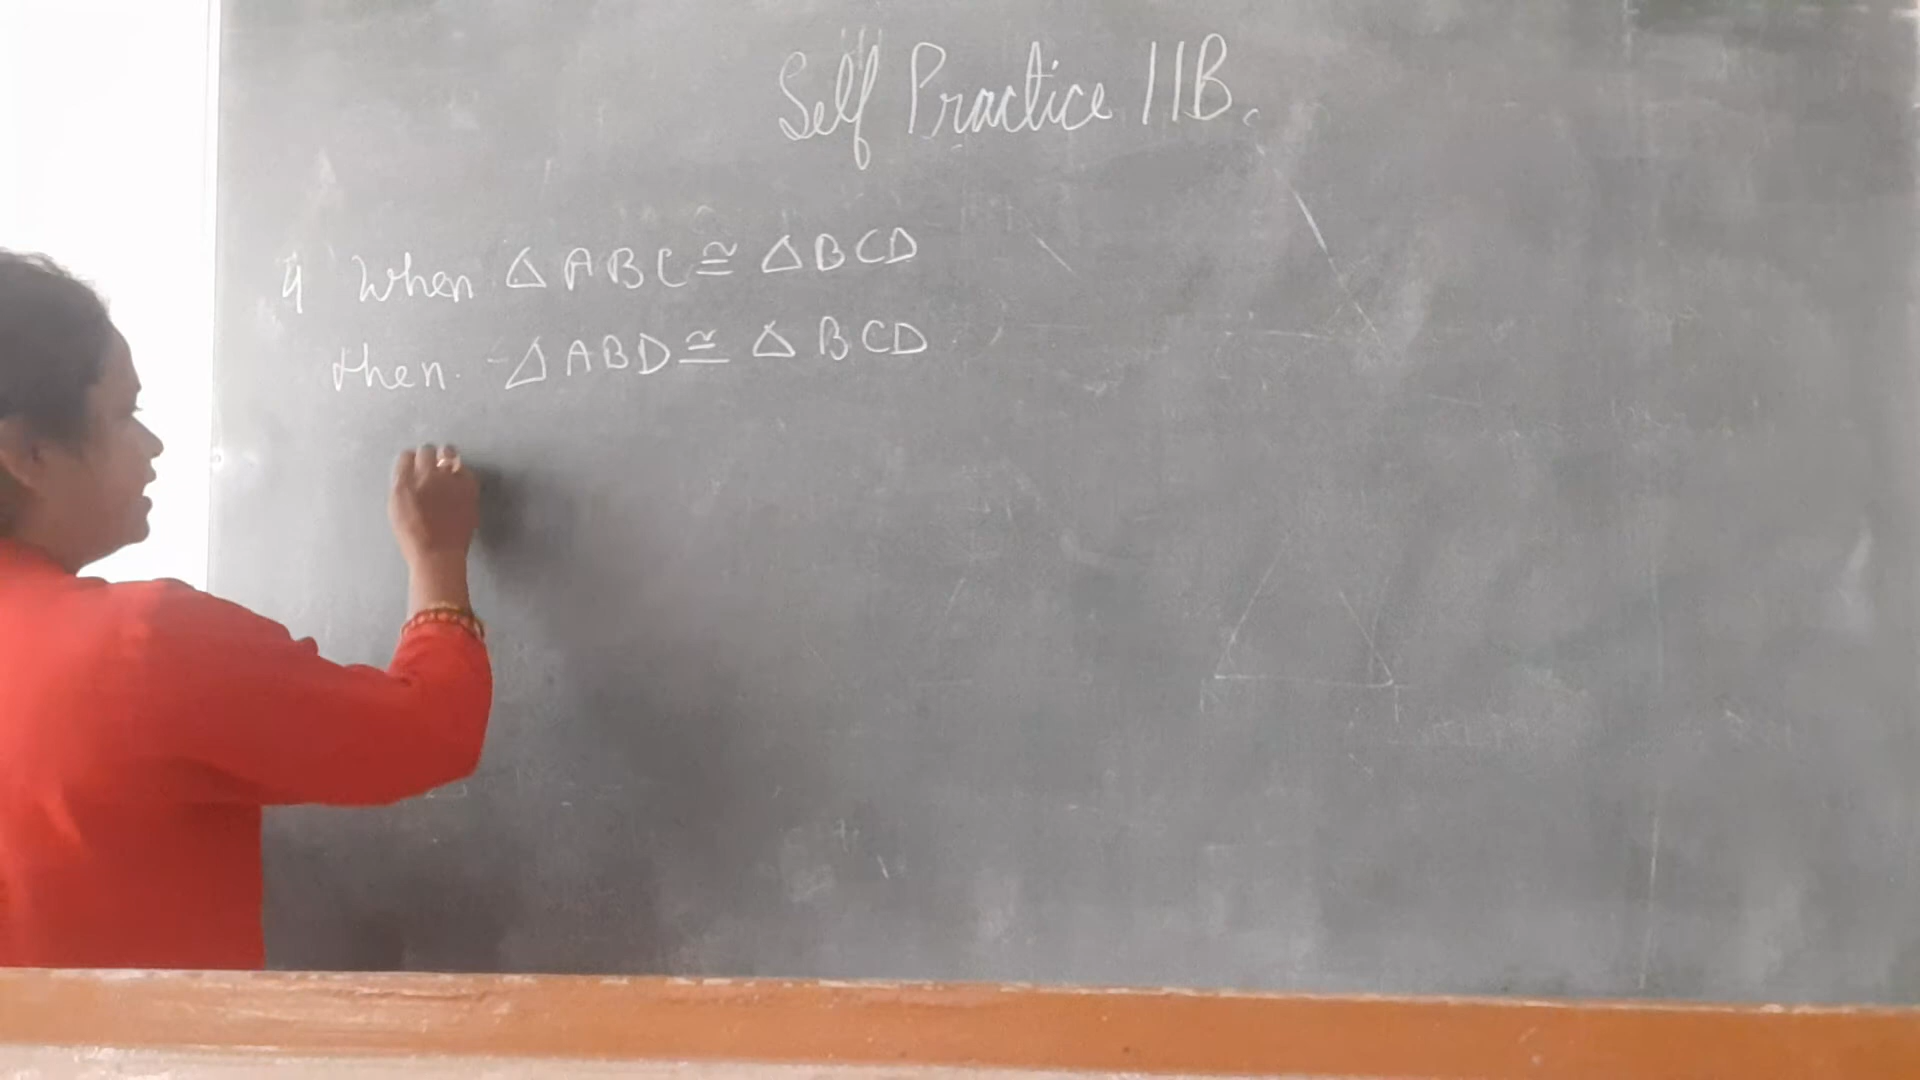 Self Practice 11B.
4 When △ABC ≅ △BCD
then. △ABD ≅ △BCD